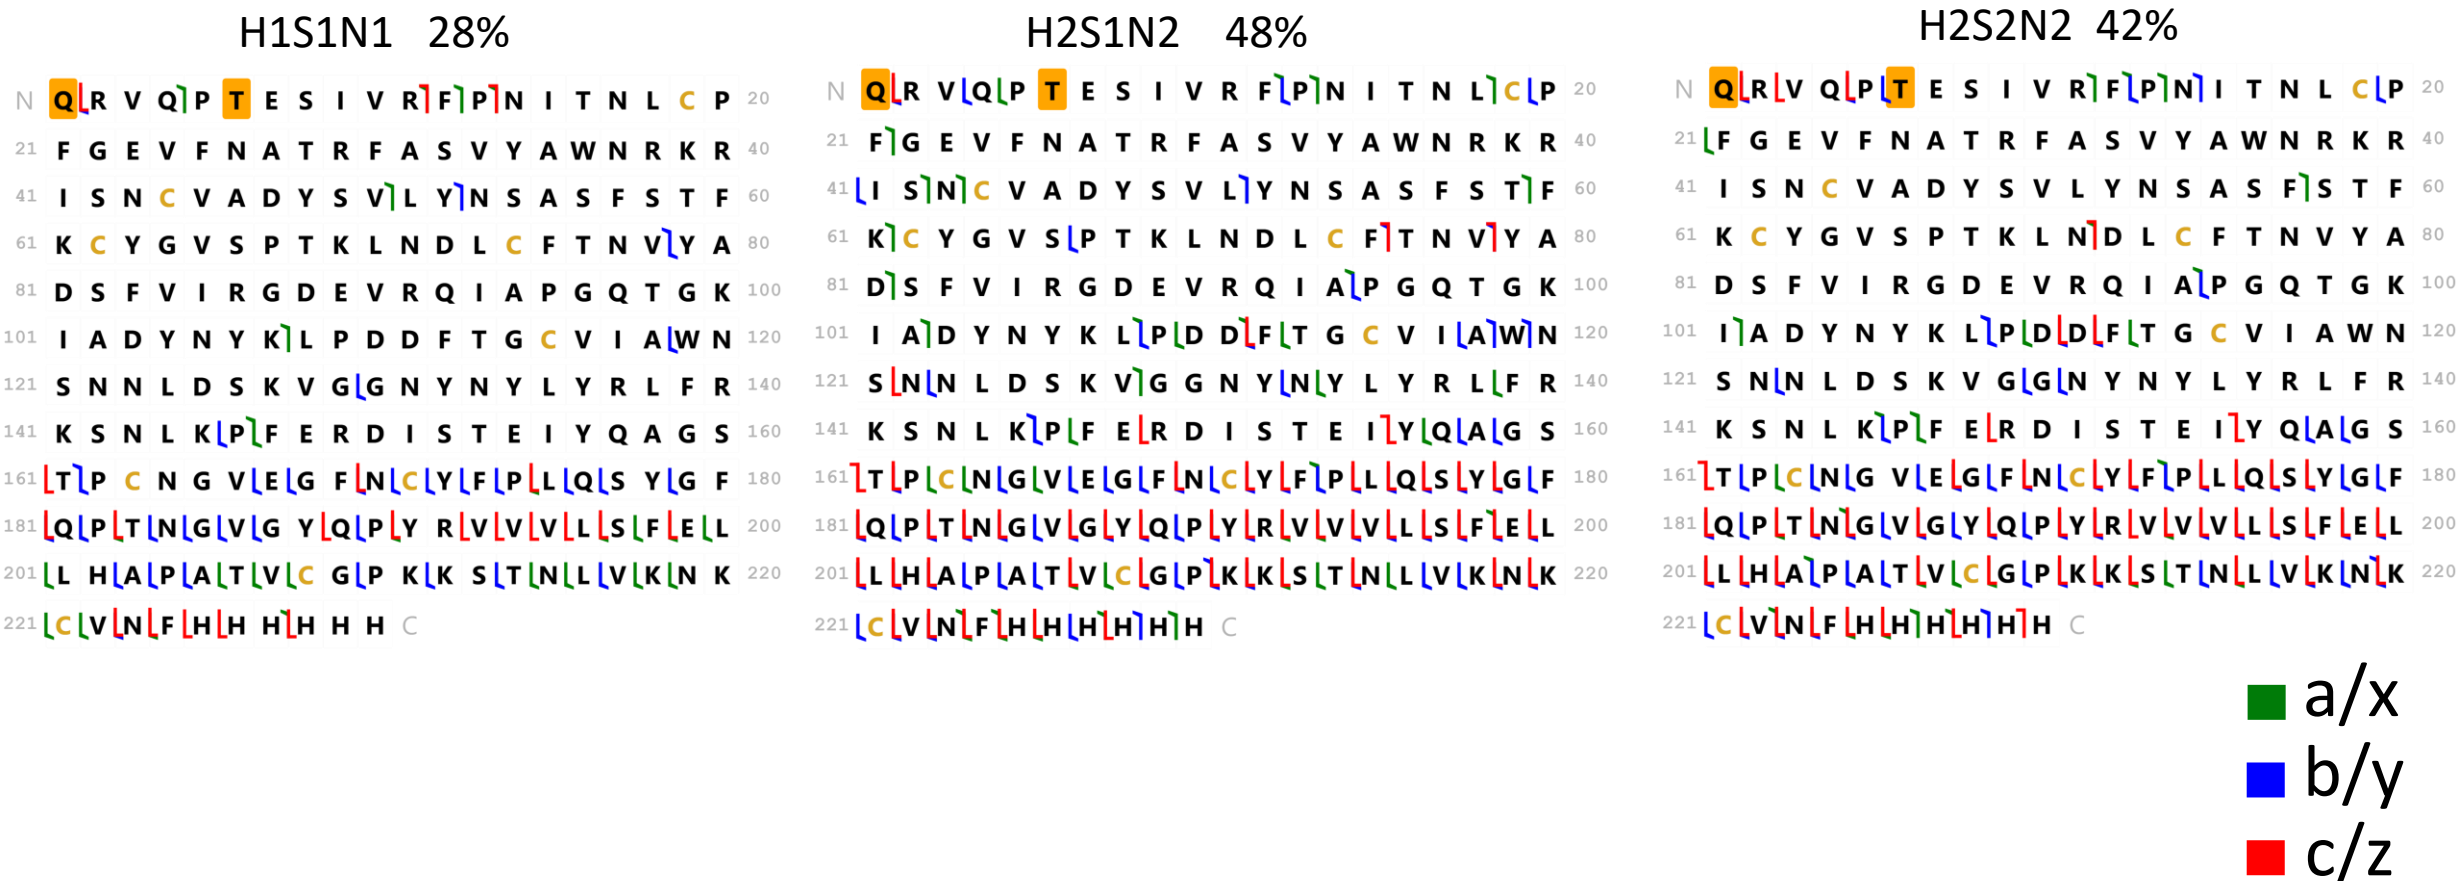 H1S1N1 28%
N Q R V Q P T E S I V R F P N I T N L C P 20
21 F G E V F N A T R F A S V Y A W N R K R 40
41 I S N C V A D Y S V L Y N S A S F S T F 60
61 K C Y G V S P T K L N D L C F T N V Y A 80
81 D S F V I R G D E V R Q I A P G Q T G K 100
101 I A D Y N Y K L P D D F T G C V I A W N 120
121 S N N L D S K V G G N Y N Y L Y R L F R 140
141 K S N L K P F E R D I S T E I Y Q A G S 160
161 T P C N G V E G F N C Y F P L Q S Y G F 180
181 Q P T N G V G Y Q P Y R V V V L S F E L 200
201 L H A P A T V C G P K K S T N L V K N K 220
221 C V N F H H H H H H C
H2S1N2 48%
N Q R V Q P T E S I V R F P N I T N L C P 20
21 F G E V F N A T R F A S V Y A W N R K R 40
41 I S N C V A D Y S V L Y N S A S F S T F 60
61 K C Y G V S P T K L N D L C F T N V Y A 80
81 D S F V I R G D E V R Q I A P G Q T G K 100
101 I A D Y N Y K L P D D F T G C V I A W N 120
121 S N N L D S K V G G N Y N Y L Y R L F R 140
141 K S N L K P F E R D I S T E I Y Q A G S 160
161 T P C N G V E G F N C Y F P L Q S Y G F 180
181 Q P T N G V G Y Q P Y R V V V L S F E L 200
201 L H A P A T V C G P K K S T N L V K N K 220
221 C V N F H H H H H H C
H2S2N2 42%
N Q R V Q P T E S I V R F P N I T N L C P 20
21 F G E V F N A T R F A S V Y A W N R K R 40
41 I S N C V A D Y S V L Y N S A S F S T F 60
61 K C Y G V S P T K L N D L C F T N V Y A 80
81 D S F V I R G D E V R Q I A P G Q T G K 100
101 I A D Y N Y K L P D D F T G C V I A W N 120
121 S N N L D S K V G G N Y N Y L Y R L F R 140
141 K S N L K P F E R D I S T E I Y Q A G S 160
161 T P C N G V E G F N C Y F P L Q S Y G F 180
181 Q P T N G V G Y Q P Y R V V V L S F E L 200
201 L H A P A T V C G P K K S T N L V K N K 220
221 C V N F H H H H H H C
a/x
b/y
c/z